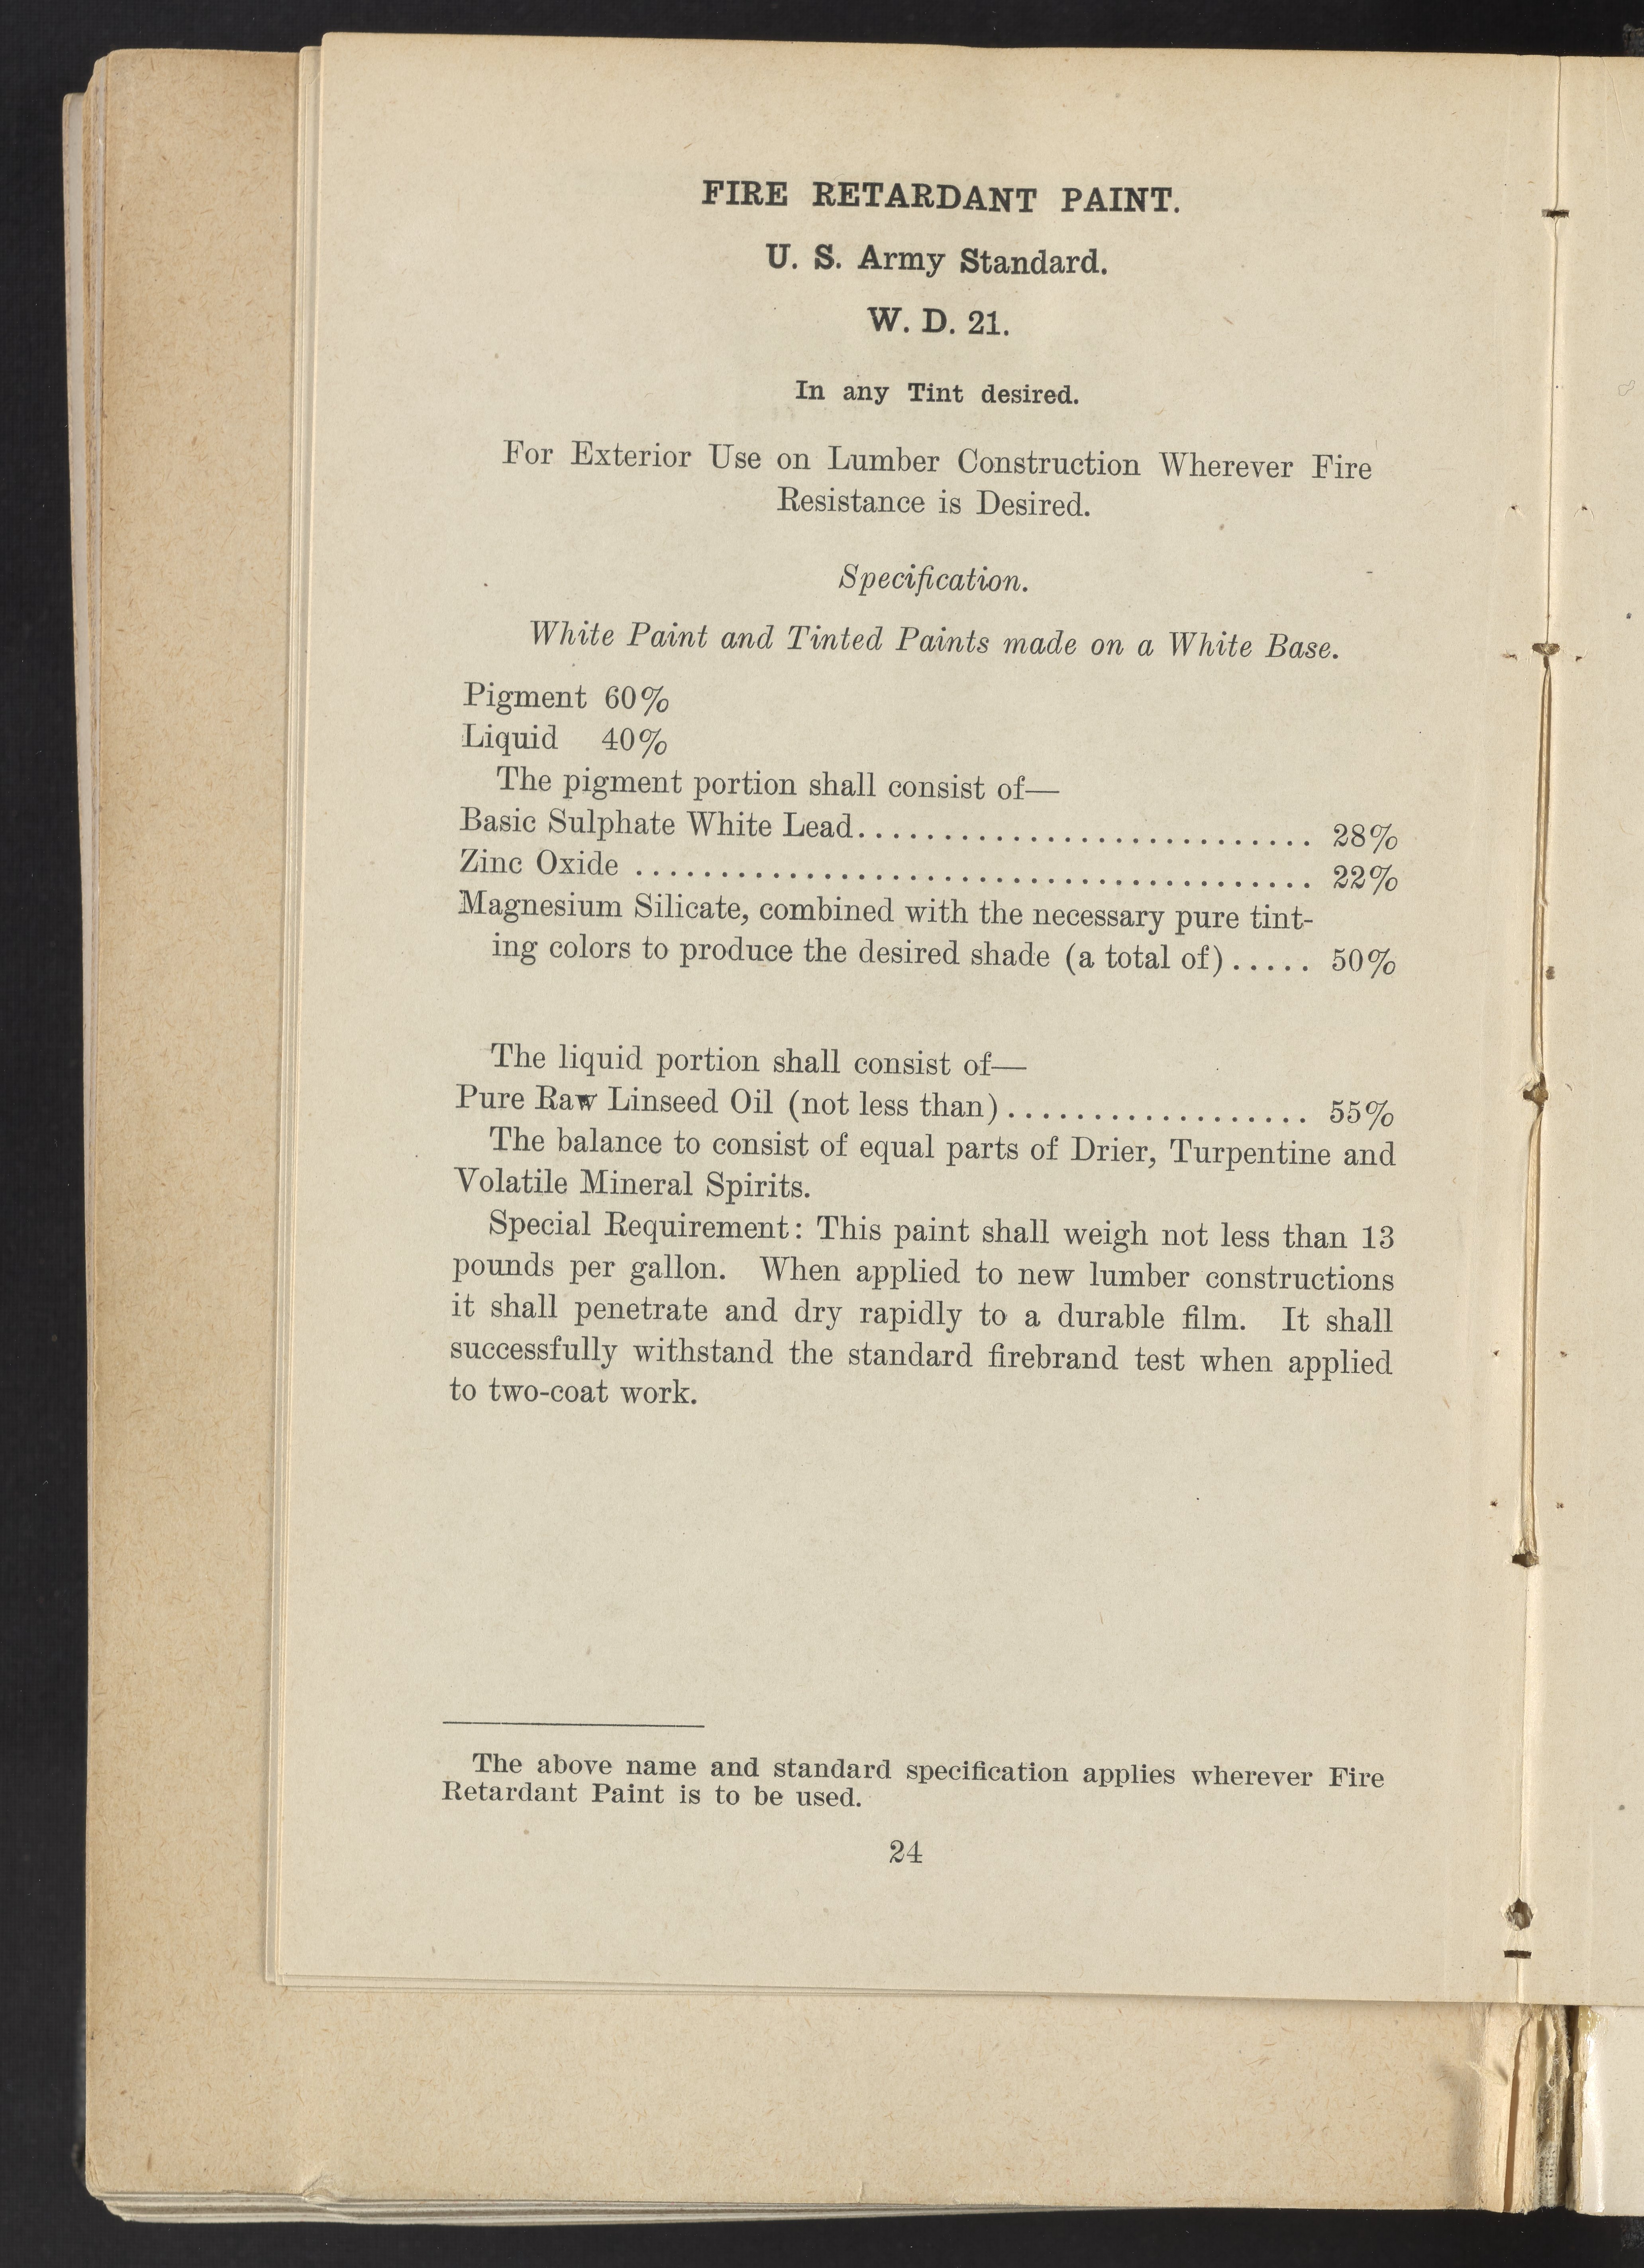 FIRE RETARDANT PAINT.
U. S. Army Standard.
W. D. 21.
In any Tint desired.
For Exterior Use on Lumber Construction Wherever Fire
Resistance is Desired.
Specification.
White Paint and Tinted Paints made on a White Base.
Pigment 60%
Liquid 40%
The pigment portion shall consist of—
Basic Sulphate White Lead........................... 28%
Zinc Oxide ......................................... 22%
Magnesium Silicate, combined with the necessary pure tint-
ing colors to produce the desired shade (a total of)..... 50%
The liquid portion shall consist of—
Pure Raw Linseed Oil (not less than).................. 55%
The balance to consist of equal parts of Drier, Turpentine and
Volatile Mineral Spirits.
Special Requirement: This paint shall weigh not less than 13
pounds per gallon. When applied to new lumber constructions
it shall penetrate and dry rapidly to a durable film. It shall
successfully withstand the standard firebrand test when applied
to two-coat work.
The above name and standard specification applies wherever Fire
Retardant Paint is to be used.
24